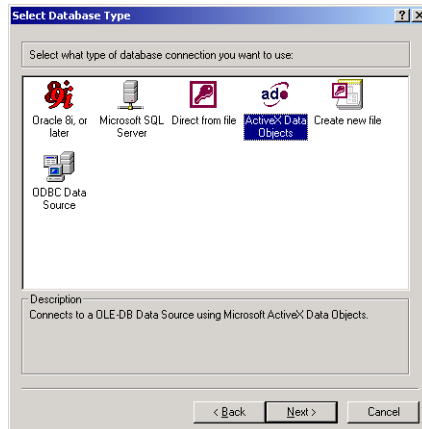 Select Database Type
? ×
Select what type of database connection you want to use:
8i
ado
Oracle 8i, or later
Microsoft SQL Server
Direct from file
ActiveX Data Objects
Create new file
ODBC Data Source
Description
Connects to a OLE-DB Data Source using Microsoft ActiveX Data Objects.
< Back
Next >
Cancel